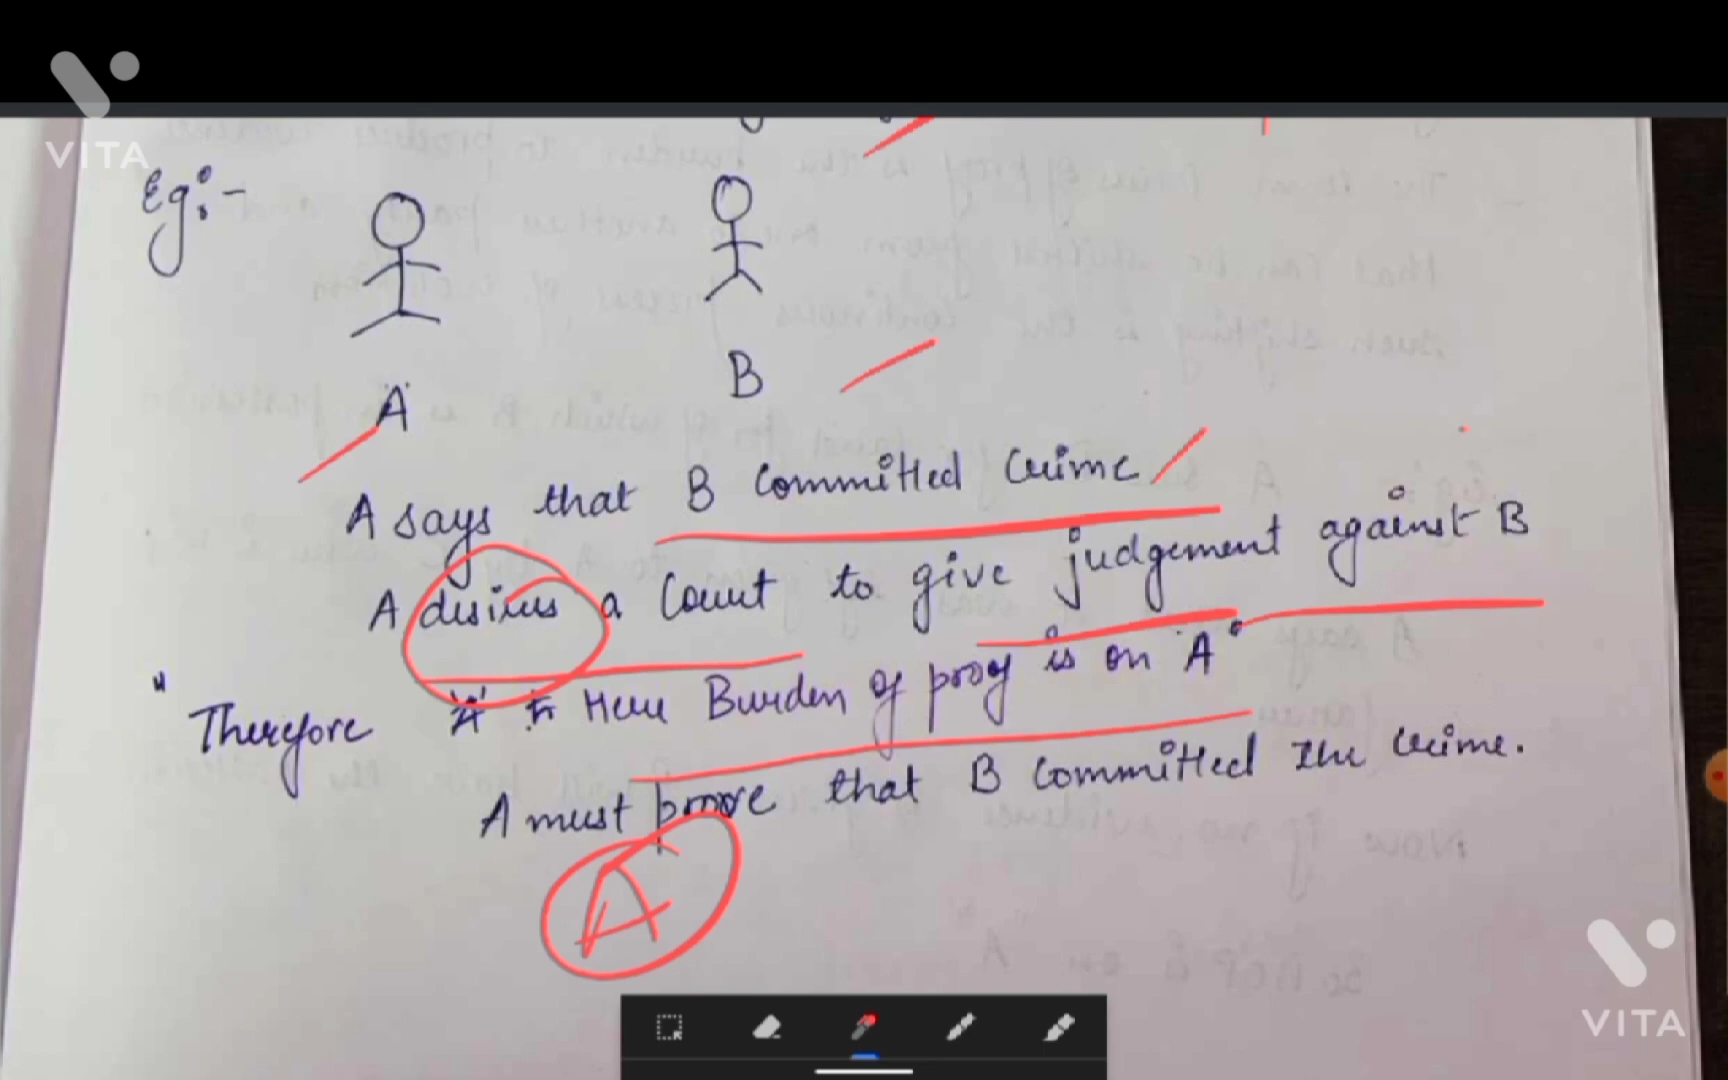 VITA
Eg:-
A
B
A says that B committed crime
A desires a court to give judgement against B
"Therefore Here Burden of proof is on A"
A must prove that B committed the crime.
A
VITA